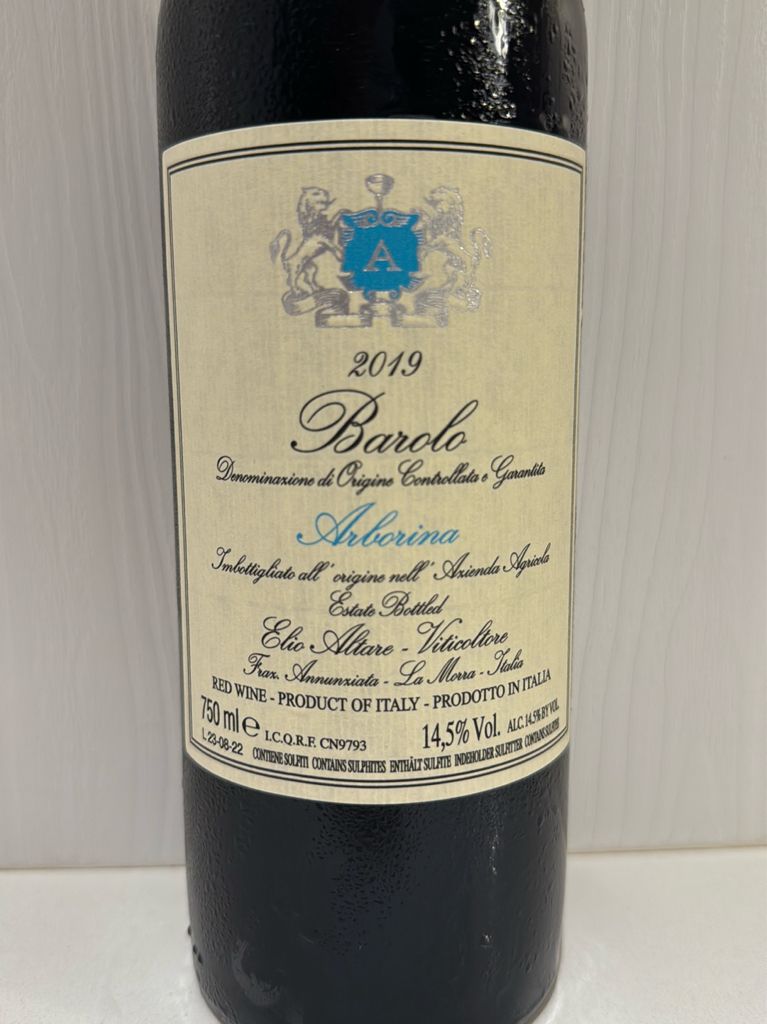 A
2019
Barolo
Denominazione di Origine Controllata e Garantita
Arborina
Imbottigliato all' origine nell' Azienda Agricola
Estate Bottled
Elio Altare - Viticoltore
Fraz. Annunziata - La Morra - Italia
RED WINE - PRODUCT OF ITALY - PRODOTTO IN ITALIA
750 ml e I.C.Q.R.F. CN9793 14,5% Vol. ALC. 14.5% BY VOL.
L 23-08-22 CONTIENE SOLFITI CONTAINS SULPHITES ENTHÄLT SULFITE INDEHOLDER SULFITTER CONTAINS SULFITES